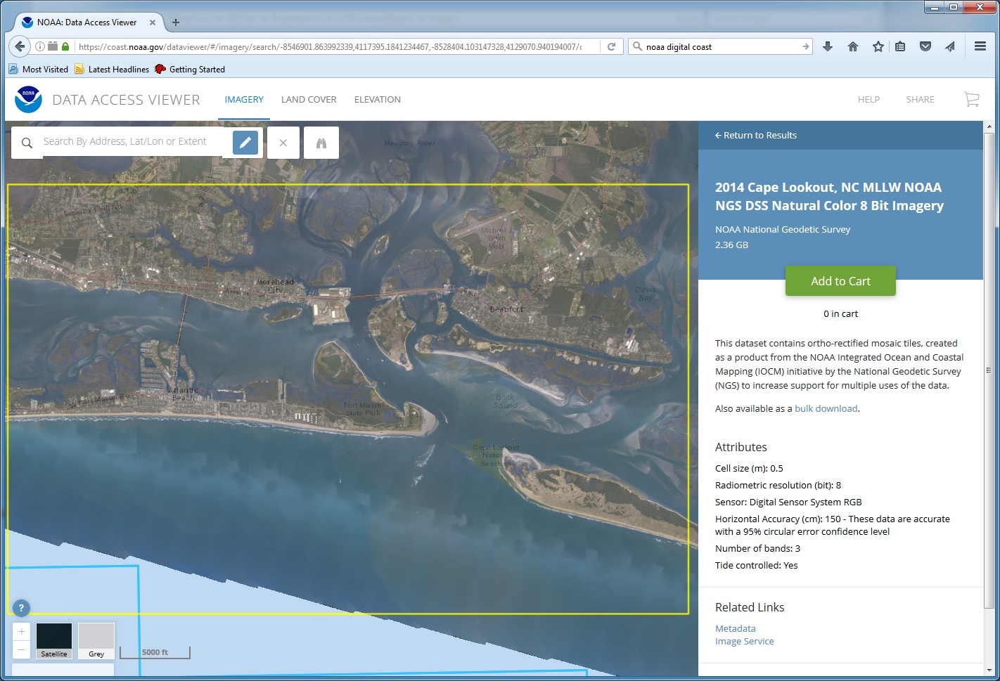 NOAA: Data Access Viewer
https://coast.noaa.gov/dataviewer/#/imagery/search/-8546901.863992339,4117395.1841234467,-8528404.103147328,4129070.940194007/c
noaa digital coast
Most Visited
Latest Headlines
Getting Started
NOAA
DATA ACCESS VIEWER
IMAGERY
LAND COVER
ELEVATION
HELP
SHARE
Search By Address, Lat/Lon or Extent
Newport River
Michael J.
Smith
Field
Morehead
City
70
Beaufort
Davis
Bay
Atlantic
Beach
Fort Macon
State Park
Back
Sound
Cape Lookout
National
Seashore
?
+
−
Satellite
Grey
5000 ft
Return to Results
2014 Cape Lookout, NC MLLW NOAA
NGS DSS Natural Color 8 Bit Imagery
NOAA National Geodetic Survey
2.36 GB
Add to Cart
0 in cart
This dataset contains ortho-rectified mosaic tiles, created
as a product from the NOAA Integrated Ocean and Coastal
Mapping (IOCM) initiative by the National Geodetic Survey
(NGS) to increase support for multiple uses of the data.
Also available as a bulk download.
Attributes
Cell size (m): 0.5
Radiometric resolution (bit): 8
Sensor: Digital Sensor System RGB
Horizontal Accuracy (cm): 150 - These data are accurate
with a 95% circular error confidence level
Number of bands: 3
Tide controlled: Yes
Related Links
Metadata
Image Service